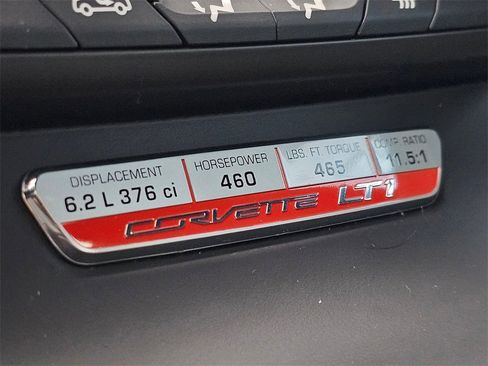 DISPLACEMENT HORSEPOWER LBS. FT. TORQUE COMP. RATIO
6.2 L 376 ci 460 465 11.5:1
CORVETTE LT1